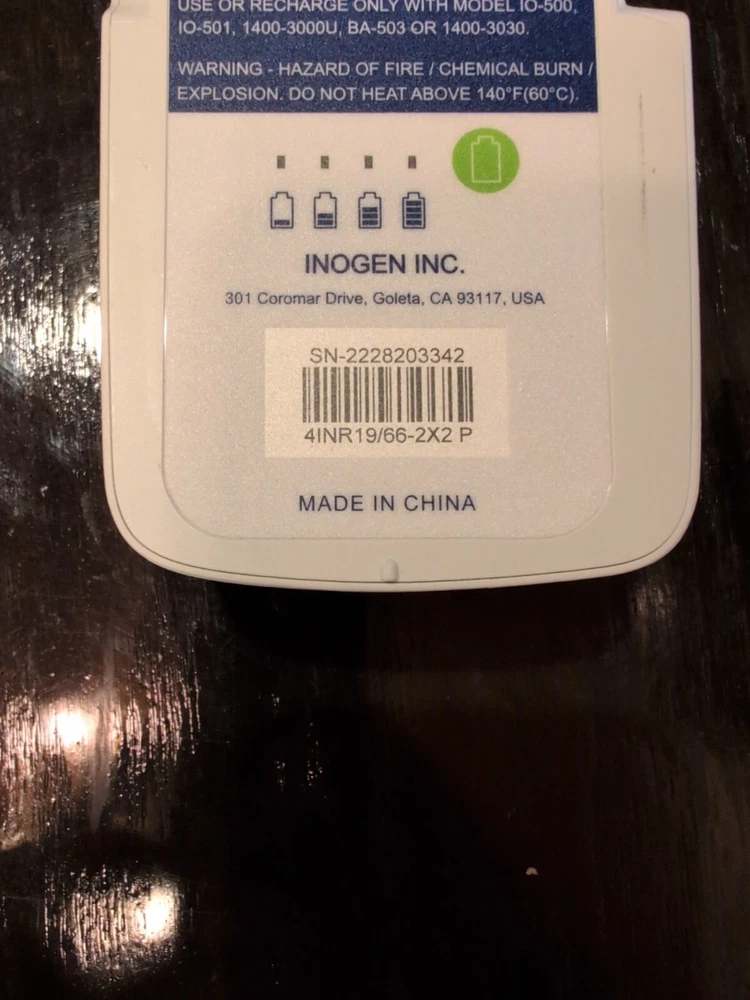 USE OR RECHARGE ONLY WITH MODEL IO-500,
IO-501, 1400-3000U, BA-503 OR 1400-3030.
WARNING - HAZARD OF FIRE / CHEMICAL BURN /
EXPLOSION. DO NOT HEAT ABOVE 140°F(60°C).
INOGEN INC.
301 Coromar Drive, Goleta, CA 93117, USA
SN-2228203342
4INR19/66-2X2 P
MADE IN CHINA